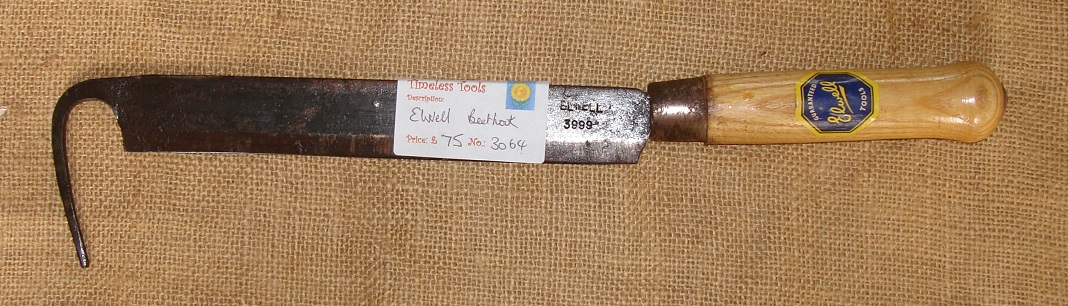 Timeless Tools
Description:
Elwell Beethook
Price: £ 75 No.: 3064
ELWELL
3999
GUARANTEED
Elwell
TOOLS